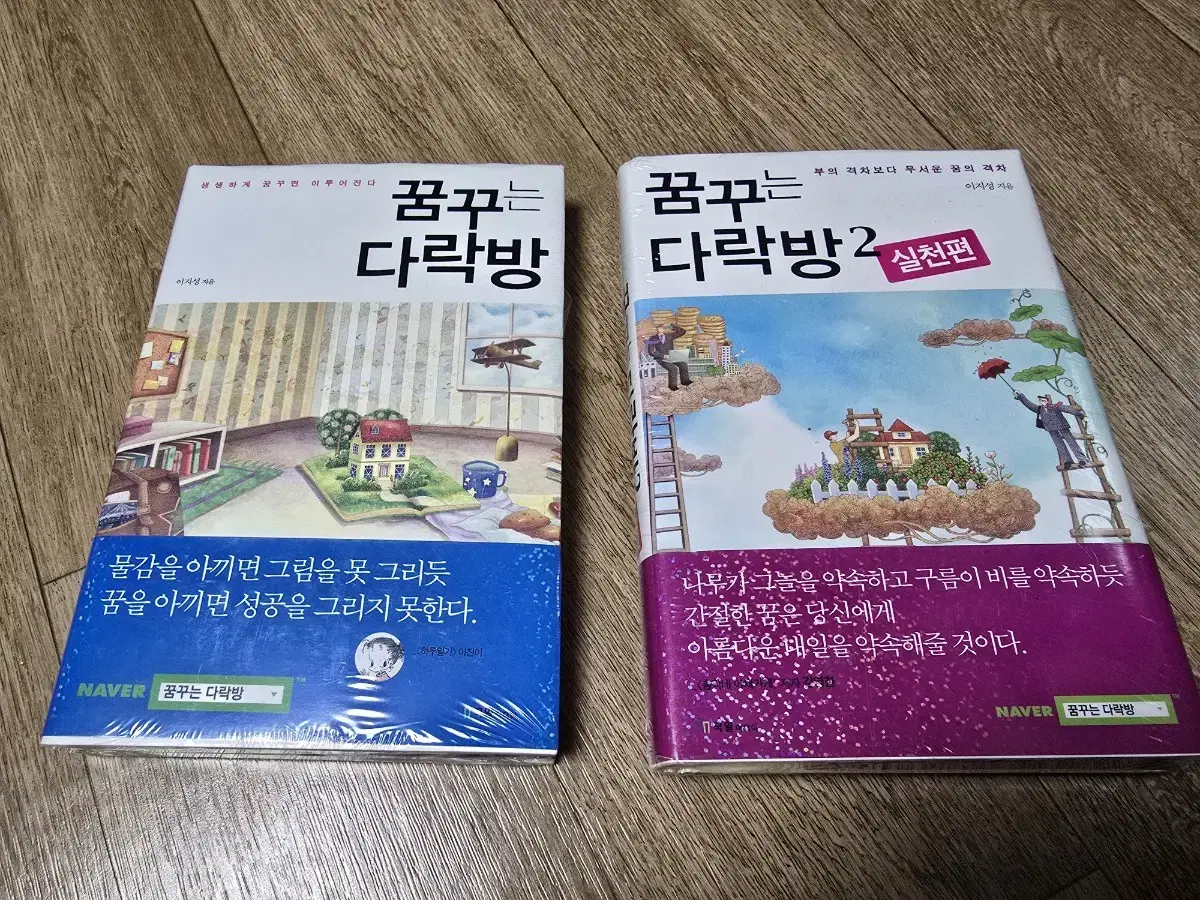 생생하게 꿈꾸면 이루어진다
꿈꾸는
다락방
이지성 지음
물감을 아끼면 그림을 못 그리듯
꿈을 아끼면 성공을 그리지 못한다.
〈하루일기〉
NAVER 꿈꾸는 다락방
부의 격차보다 무서운 꿈의 격차
이지성 지음
꿈꾸는
다락방2
실천편
나무가 그늘을 약속하고 구름이 비를 약속하듯
간절한 꿈은 당신에게
아름다운 내일을 약속해줄 것이다.
NAVER 꿈꾸는 다락방